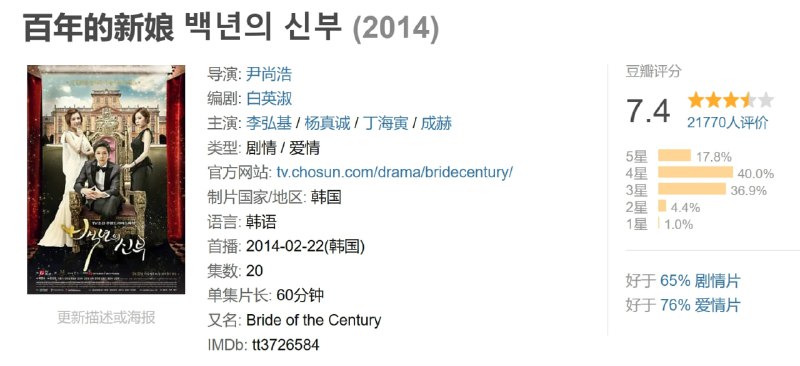 百年的新娘 백년의 신부 (2014)
백년의 신부
更新描述或海报
导演: 尹尚浩
编剧: 白英淑
主演: 李弘基 / 杨真诚 / 丁海寅 / 成赫
类型: 剧情 / 爱情
官方网站: tv.chosun.com/drama/bridecentury/
制片国家/地区: 韩国
语言: 韩语
首播: 2014-02-22(韩国)
集数: 20
单集片长: 60分钟
又名: Bride of the Century
IMDb: tt3726584
豆瓣评分
7.4
21770人评价
5星 17.8%
4星 40.0%
3星 36.9%
2星 4.4%
1星 1.0%
好于 65% 剧情片
好于 76% 爱情片